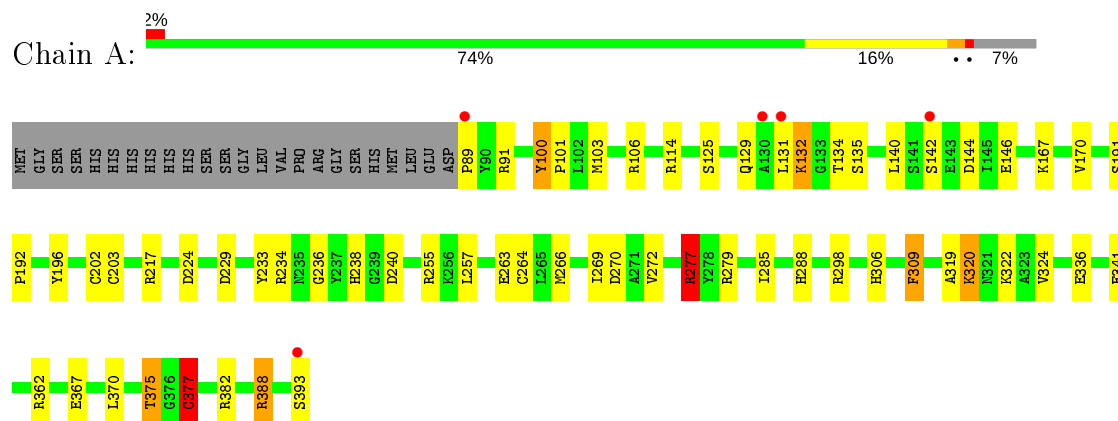 2%
Chain A:
74% 16% • • 7%
MET GLY SER SER HIS HIS HIS HIS HIS HIS SER SER GLY LEU VAL PRO ARG GLY SER HIS MET LEU GLU ASP P89 Y90 R91 Y100 P101 L102 M103 R106 R114 S125 Q129 A130 L131 K132 G133 T134 S135 L140 S141 S142 E143 D144 I145 E146 K167 V170 S191
P192 Y196 C202 C203 R217 D224 D229 Y233 R234 N235 G236 Y237 H238 G239 D240 R255 K256 L257 E263 C264 L265 M266 I269 D270 A271 V272 R277 Y278 R279 I285 H288 R298 H306 F309 A319 K320 N321 K322 A323 V324 E336
R362 E367 L370 T375 G376 C377 R382 R388 S393